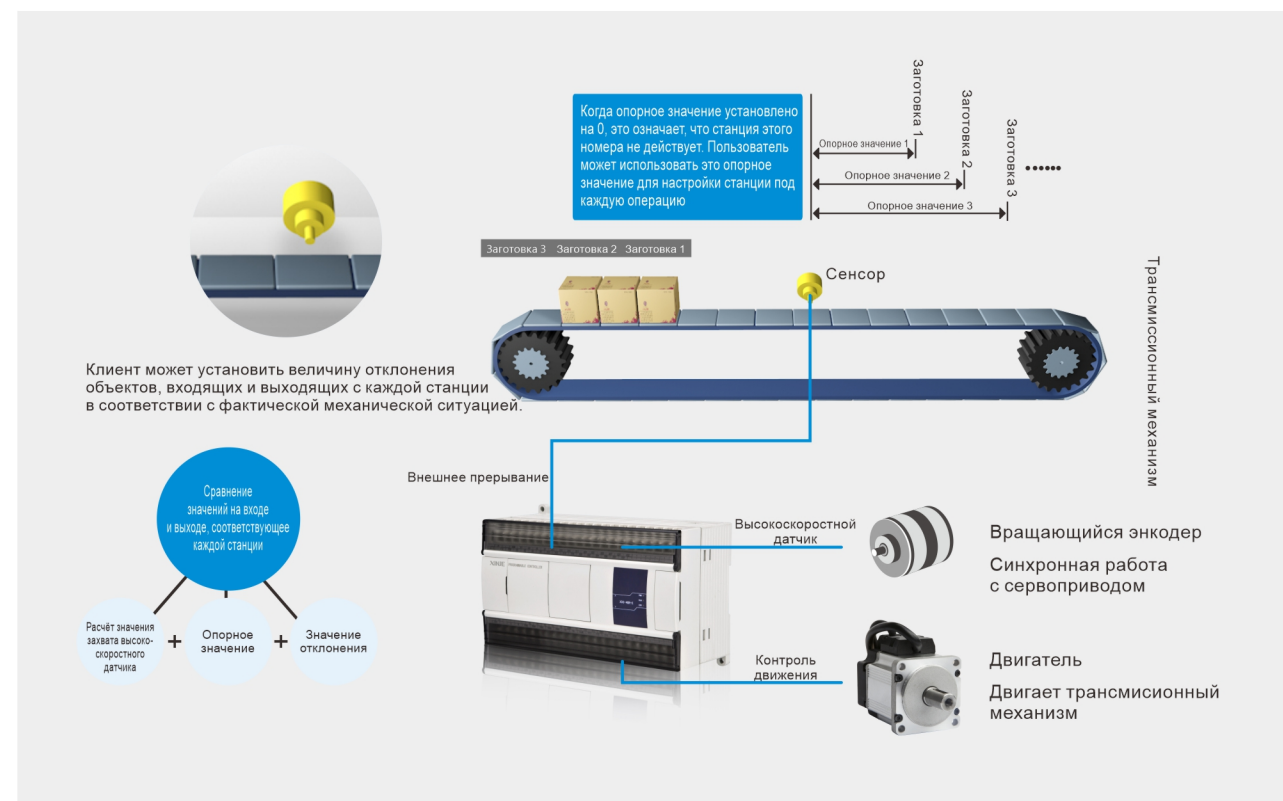 Когда опорное значение установлено
на 0, это означает, что станция этого
номера не действует. Пользователь
может использовать это опорное
значение для настройки станции под
каждую операцию
Заготовка 1
Заготовка 2
Заготовка 3
Опорное значение 1
Опорное значение 2
Опорное значение 3
Заготовка 3 Заготовка 2 Заготовка 1
Сенсор
Трансмиссионный механизм
Клиент может установить величину отклонения
объектов, входящих и выходящих с каждой станции
в соответствии с фактической механической ситуацией.
Внешнее прерывание
Сравнение
значений на входе
и выходе, соответствующее
каждой станции
Расчёт значения
захвата высоко-
скоростного
датчика
+
Опорное
значение
+
Значение
отклонения
Высокоскоростной
датчик
Вращающийся энкодер
Синхронная работа
с сервоприводом
Контроль
движения
Двигатель
Двигает трансмисионный
механизм